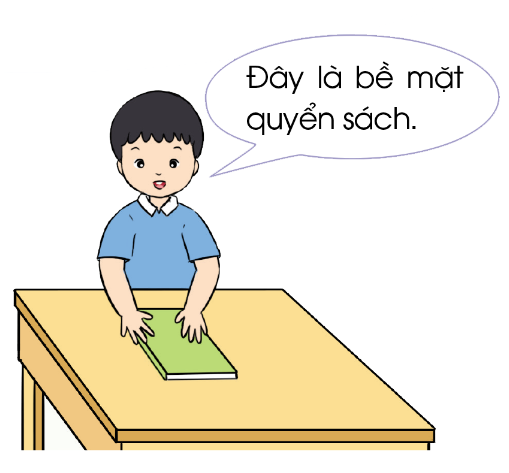 Đây là bề mặt
quyển sách.